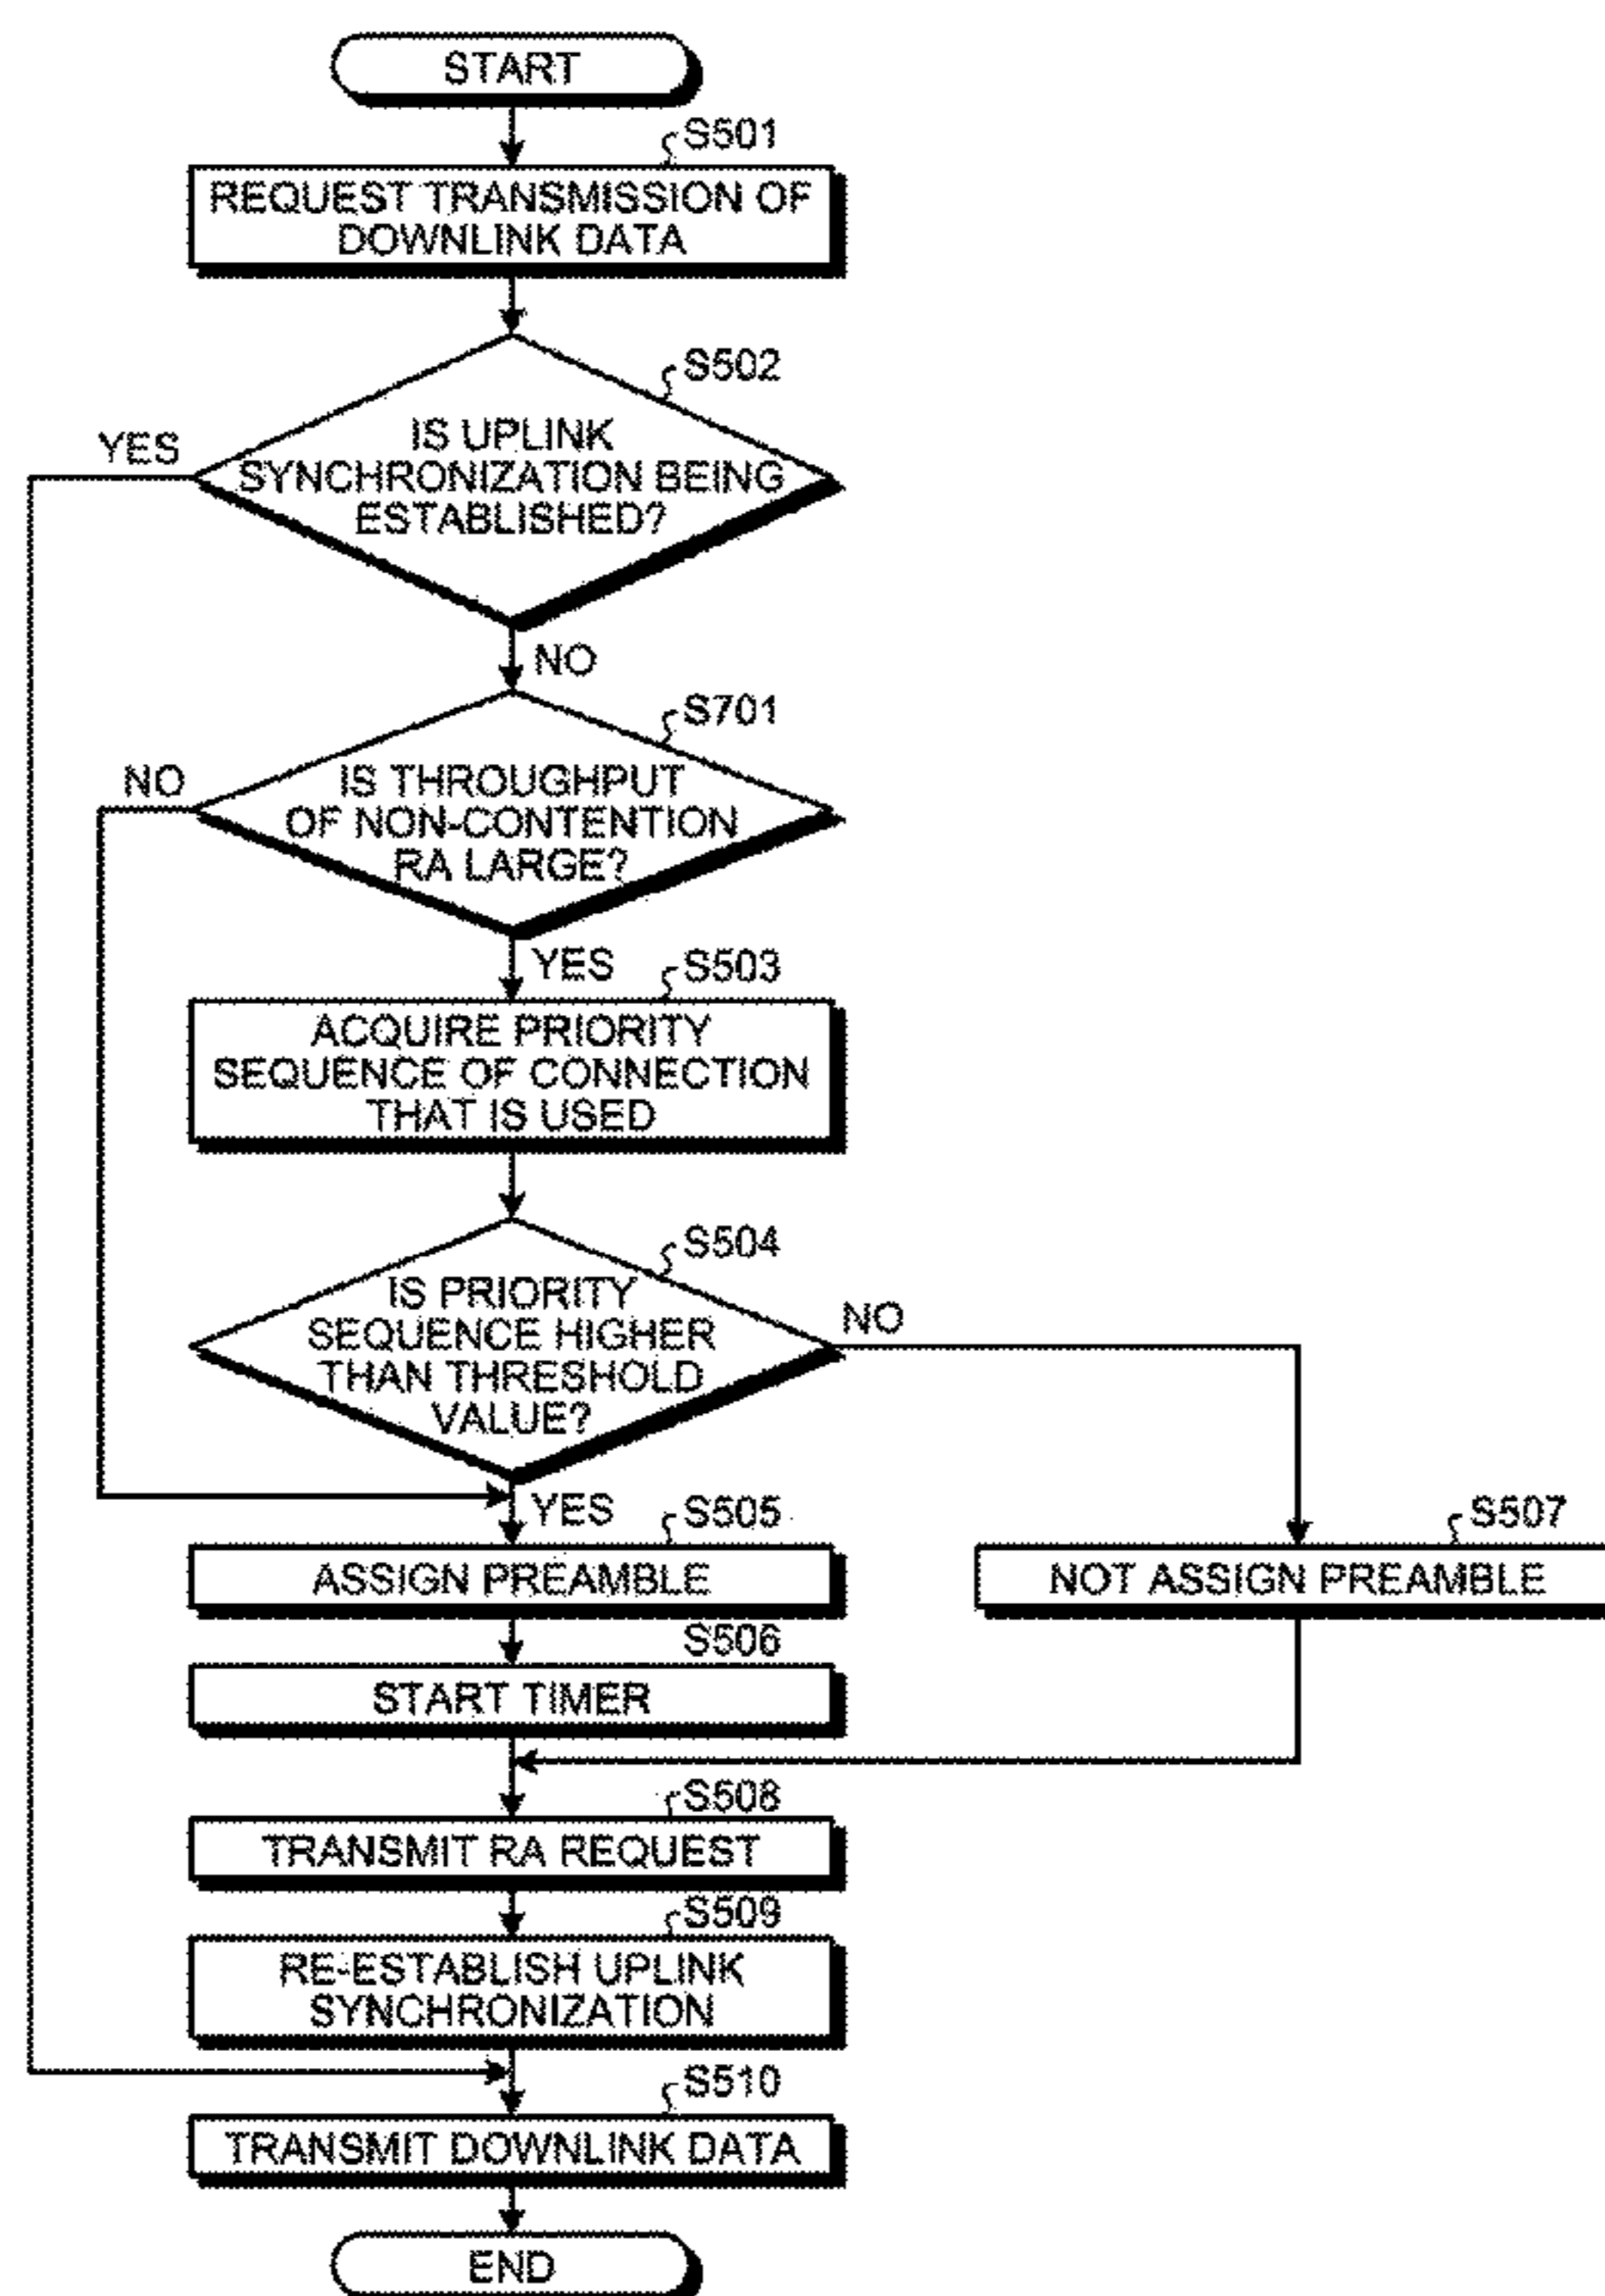 START
S501
REQUEST TRANSMISSION OF
DOWNLINK DATA
S502
YES
IS UPLINK
SYNCHRONIZATION BEING
ESTABLISHED?
NO
S701
NO
IS THROUGHPUT
OF NON-CONTENTION
RA LARGE?
YES
S503
ACQUIRE PRIORITY
SEQUENCE OF CONNECTION
THAT IS USED
S504
IS PRIORITY
SEQUENCE HIGHER
THAN THRESHOLD
VALUE?
NO
YES
S505
S507
ASSIGN PREAMBLE
NOT ASSIGN PREAMBLE
S506
START TIMER
S508
TRANSMIT RA REQUEST
S509
RE-ESTABLISH UPLINK
SYNCHRONIZATION
S510
TRANSMIT DOWNLINK DATA
END